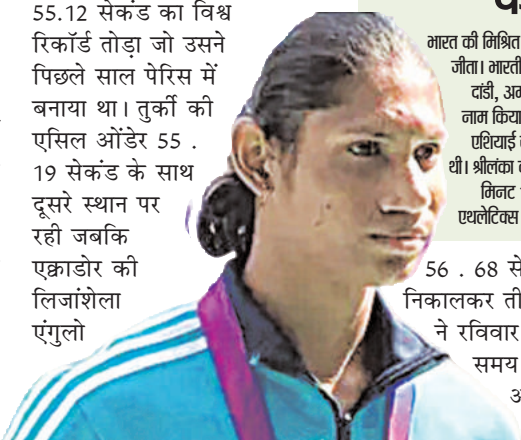 55.12 सेकंड का विश्व
रिकॉर्ड तोड़ा जो उसने
पिछले साल पेरिस में
बनाया था। तुर्की की
एसिल ओंडेर 55 .
19 सेकंड के साथ
दूसरे स्थान पर
रही जबकि
एक्वाडोर की
लिजांशेला
एंगुलो
भारत की मिश्रित
जीता। भारती
दांडी, अम
नाम किया
एशियाई
थी। श्रीलंका
मिनट
एथलेटिक्स
56 . 68 से
निकालकर ती
ने रविवार
समय